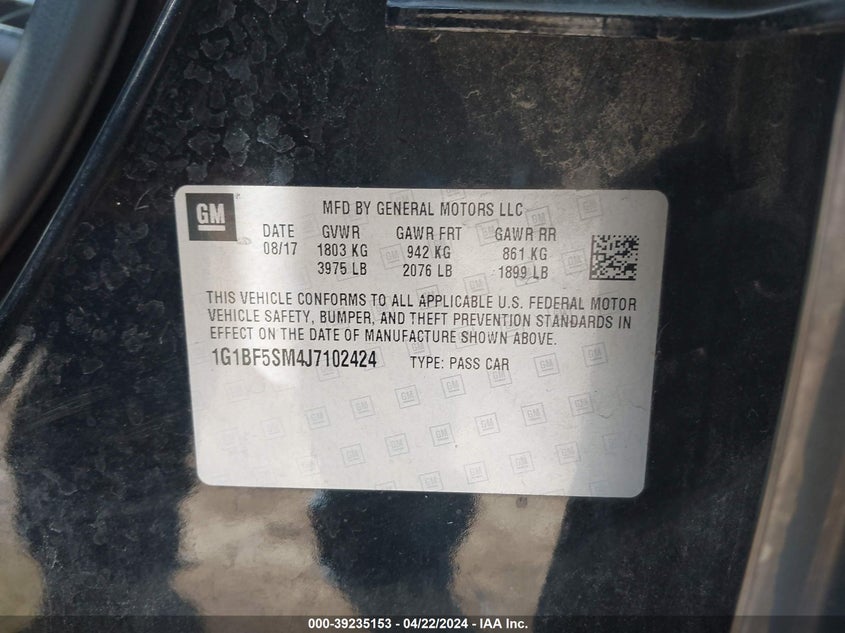 GM
MFD BY GENERAL MOTORS LLC
DATE GVWR GAWR FRT GAWR RR
08/17 1803 KG 942 KG 861 KG
3975 LB 2076 LB 1899 LB
THIS VEHICLE CONFORMS TO ALL APPLICABLE U.S. FEDERAL MOTOR
VEHICLE SAFETY, BUMPER, AND THEFT PREVENTION STANDARDS IN
EFFECT ON THE DATE OF MANUFACTURE SHOWN ABOVE.
1G1BF5SM4J7102424 TYPE: PASS CAR
000-39235153 - 04/22/2024 - IAA Inc.